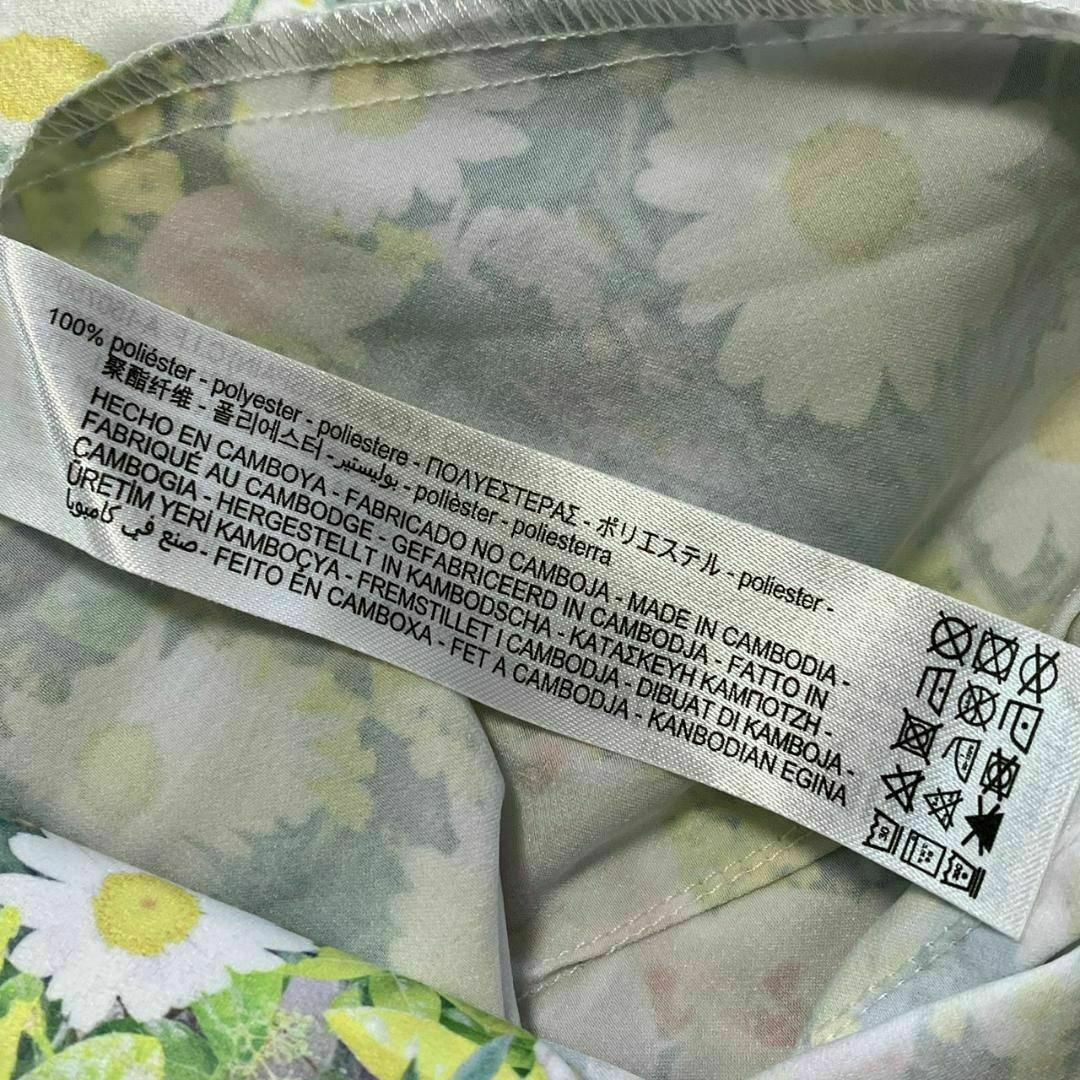 100% poliéster - polyester - poliestere - ΠΟΛΥΕΣΤΕΡΑΣ - ポリエステル - poliester -
聚酯纤维 - 폴리에스터 - بوليستير - polièster - poliesterra
HECHO EN CAMBOYA - FABRICADO NO CAMBOJA - MADE IN CAMBODIA -
FABRIQUÉ AU CAMBODGE - GEFABRICEERD IN CAMBODJA - FATTO IN
CAMBOGIA - HERGESTELLT IN KAMBODSCHA - ΚΑΤΑΣΚΕΥΗ ΚΑΜΠΟΤΖΗ -
ÜRETİM YERİ KAMBOÇYA - FREMSTILLET I CAMBODJA - DIBUAT DI KAMBOJA -
صنع في كامبويا - FEITO EN CAMBOXA - FET A CAMBODJA - KANBODIAN EGINA